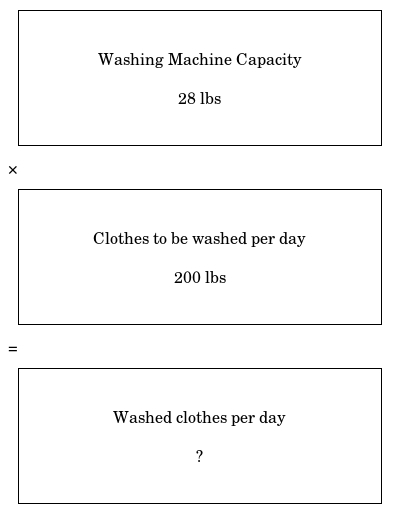 Washing Machine Capacity
28 lbs
×
Clothes to be washed per day
200 lbs
=
Washed clothes per day
?